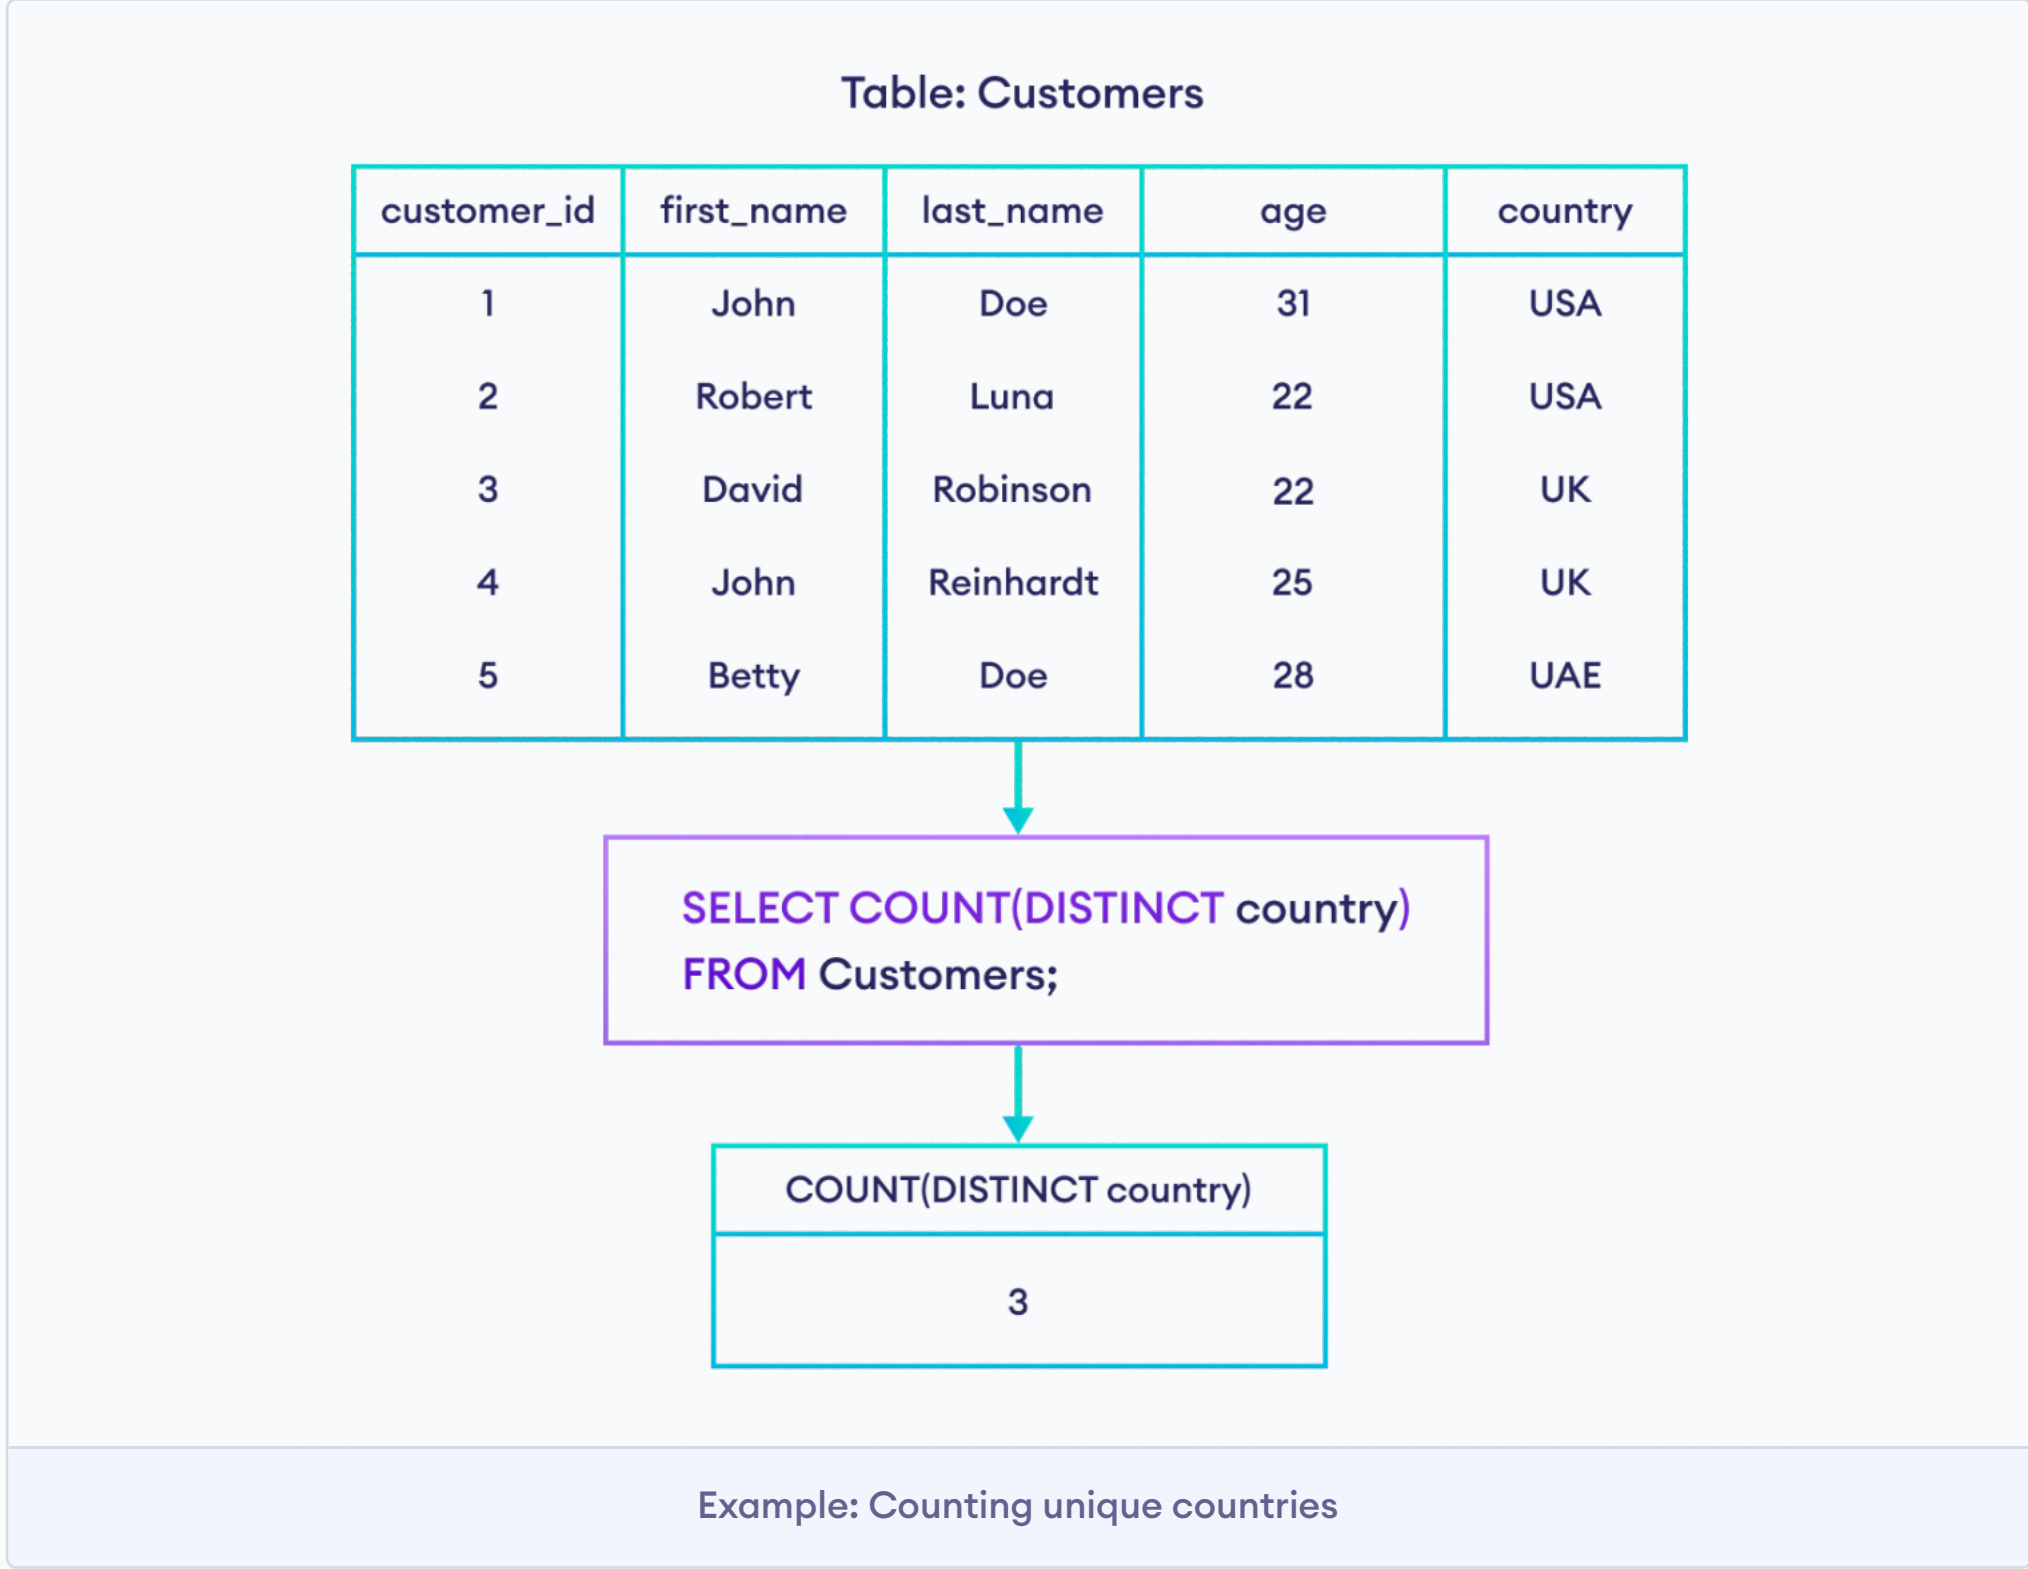 Table: Customers
customer_id first_name last_name age country
1 John Doe 31 USA
2 Robert Luna 22 USA
3 David Robinson 22 UK
4 John Reinhardt 25 UK
5 Betty Doe 28 UAE
SELECT COUNT(DISTINCT country)
FROM Customers;
COUNT(DISTINCT country)
3
Example: Counting unique countries